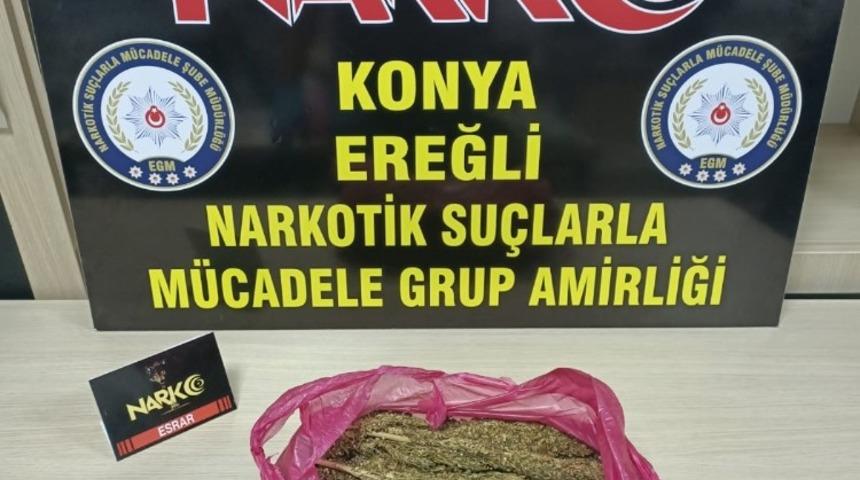 NARKO
NARKOTİK SUÇLARLA MÜCADELE ŞUBE MÜDÜRLÜĞÜ
EGM
KONYA
EREĞLİ
NARKOTİK SUÇLARLA
MÜCADELE GRUP AMİRLİĞİ
NARKOTİK SUÇLARLA MÜCADELE ŞUBE MÜDÜRLÜĞÜ
EGM
NARKO
ESRAR